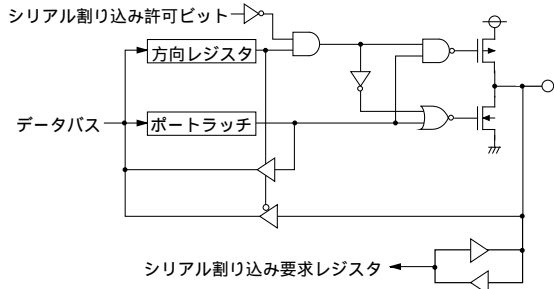 シリアル割り込み許可ビット
方向レジスタ
データバス
ポートラッチ
シリアル割り込み要求レジスタ